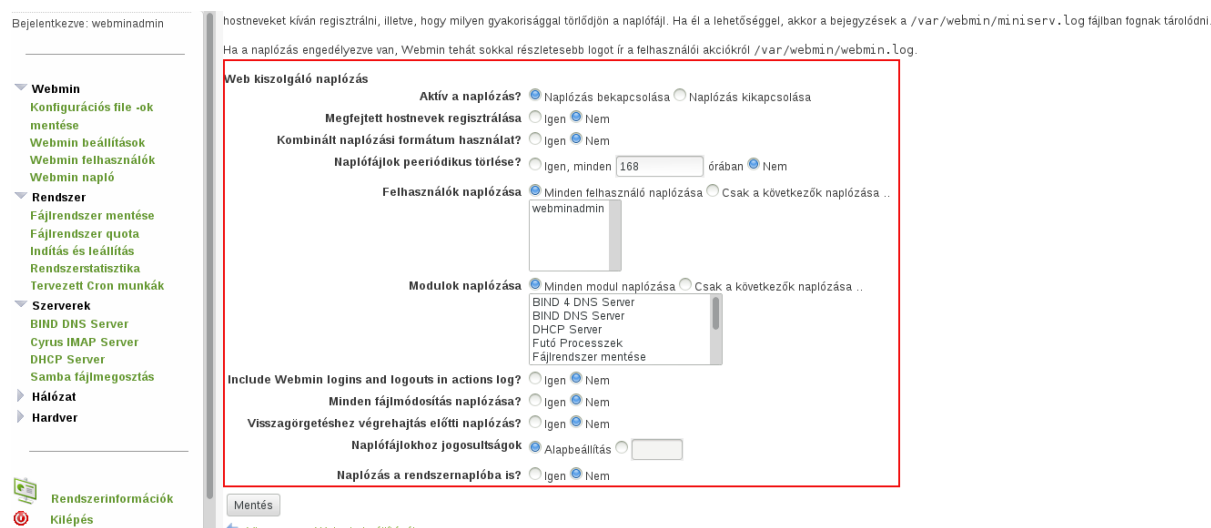 Bejelentkezve: webminadmin
Webmin
Konfigurációs file -ok
mentése
Webmin beállítások
Webmin felhasználók
Webmin napló
Rendszer
Fájlrendszer mentése
Fájlrendszer quota
Indítás és leállítás
Rendszerstatisztika
Tervezett Cron munkák
Szerverek
BIND DNS Server
Cyrus IMAP Server
DHCP Server
Samba fájlmegosztás
Hálózat
Hardver
Rendszerinformációk
Kilépés
hostneveket kíván regisztrálni, illetve, hogy milyen gyakorisággal törlődjön a naplófájl. Ha él a lehetőséggel, akkor a bejegyzések a /var/webmin/miniserv.log fájlban fognak tárolódni.
Ha a naplózás engedélyezve van, Webmin tehát sokkal részletesebb logot ír a felhasználói akciókról /var/webmin/webmin.log.
Web kiszolgáló naplózás
Aktív a naplózás? Naplózás bekapcsolása Naplózás kikapcsolása
Megfejtett hostnevek regisztrálása Igen Nem
Kombinált naplózási formátum használat? Igen Nem
Naplófájlok peeriódikus törlése? Igen, minden 168 órában Nem
Felhasználók naplózása Minden felhasználó naplózása Csak a következők naplózása ..
webminadmin
Modulok naplózása Minden modul naplózása Csak a következők naplózása ..
BIND 4 DNS Server
BIND DNS Server
DHCP Server
Futó Processzek
Fájlrendszer mentése
Include Webmin logins and logouts in actions log? Igen Nem
Minden fájlmódosítás naplózása? Igen Nem
Visszagörgetéshez végrehajtás előtti naplózás? Igen Nem
Naplófájlokhoz jogosultságok Alapbeállítás
Naplózás a rendszernaplóba is? Igen Nem
Mentés